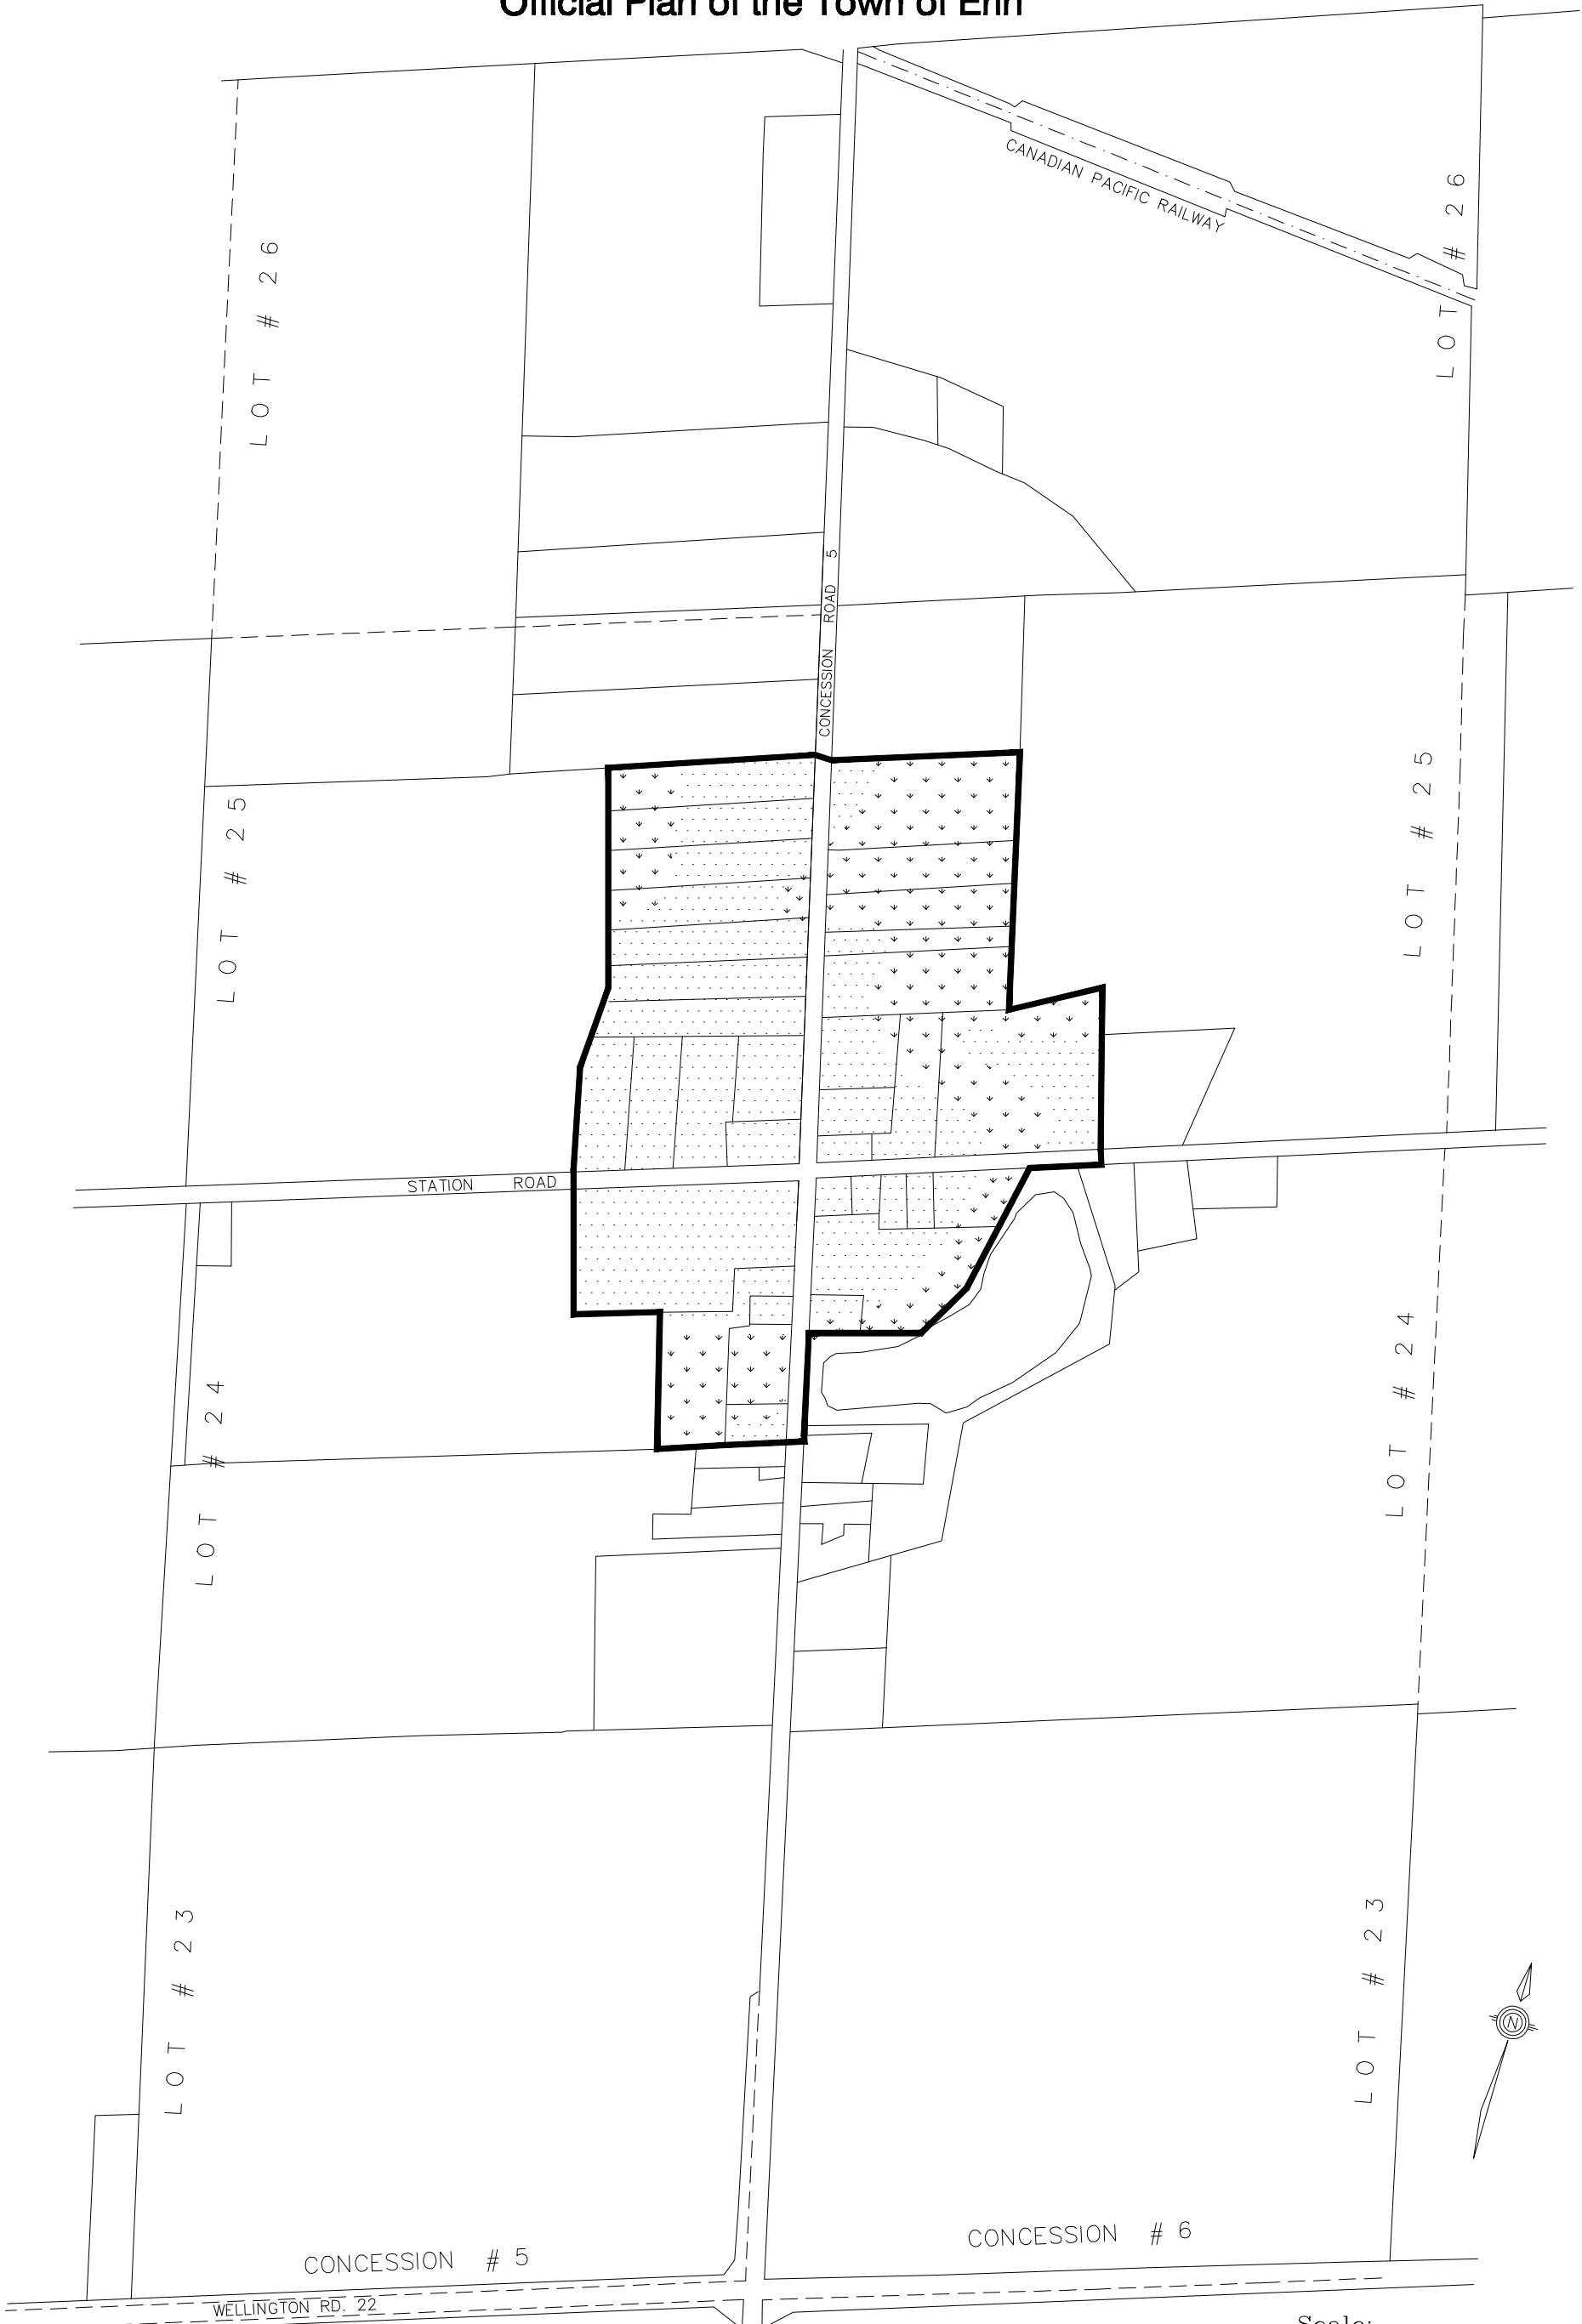 Official Plan of the Town of Erin
CANADIAN PACIFIC RAILWAY
LOT # 26
LOT # 26
CONCESSION ROAD 5
LOT # 25
LOT # 25
STATION ROAD
LOT # 24
LOT # 24
LOT # 23
LOT # 23
N
CONCESSION # 5
CONCESSION # 6
WELLINGTON RD. 22
Scale: